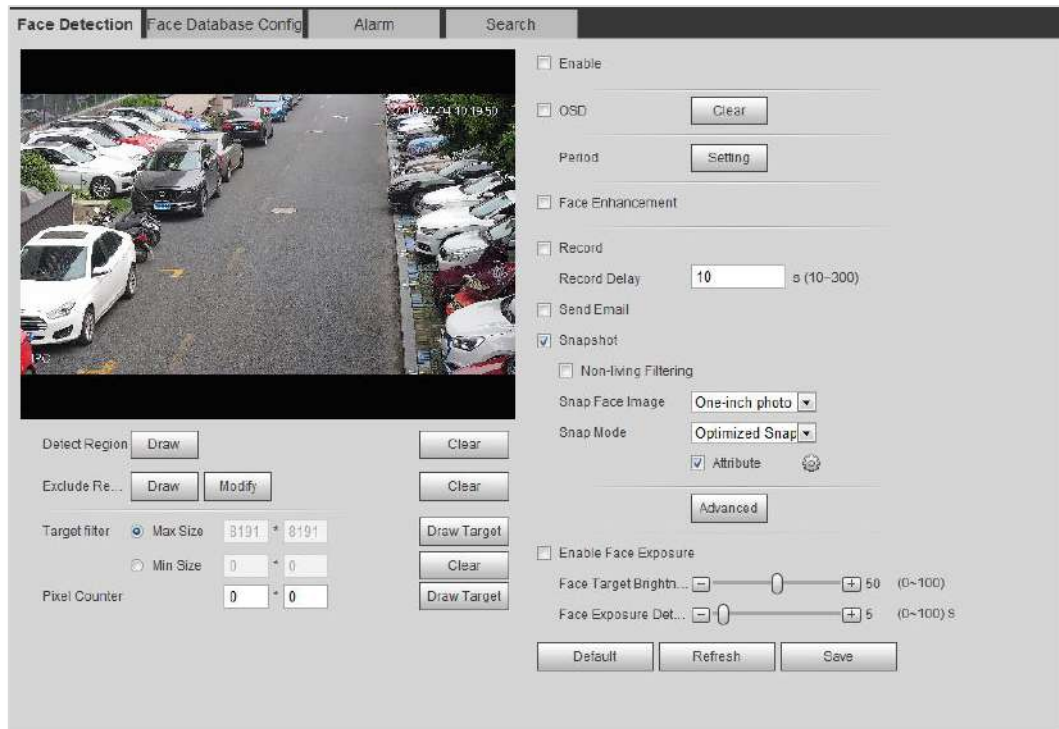 Face Detection Face Database Config Alarm Search
10:19:50
Enable
OSD Clear
Period Setting
Face Enhancement
Record
Record Delay 10 s (10~300)
Send Email
Snapshot
Non-living Filtering
Snap Face Image One-inch photo
Snap Mode Optimized Snap
Attribute
Advanced
Detect Region Draw Clear
Exclude Re... Draw Modify Clear
Target filter Max Size 8191 * 8191 Draw Target
Min Size 0 * 0 Clear
Pixel Counter 0 * 0 Draw Target
Enable Face Exposure
Face Target Brightn... - + 50 (0~100)
Face Exposure Det... - + 5 (0~100) S
Default Refresh Save